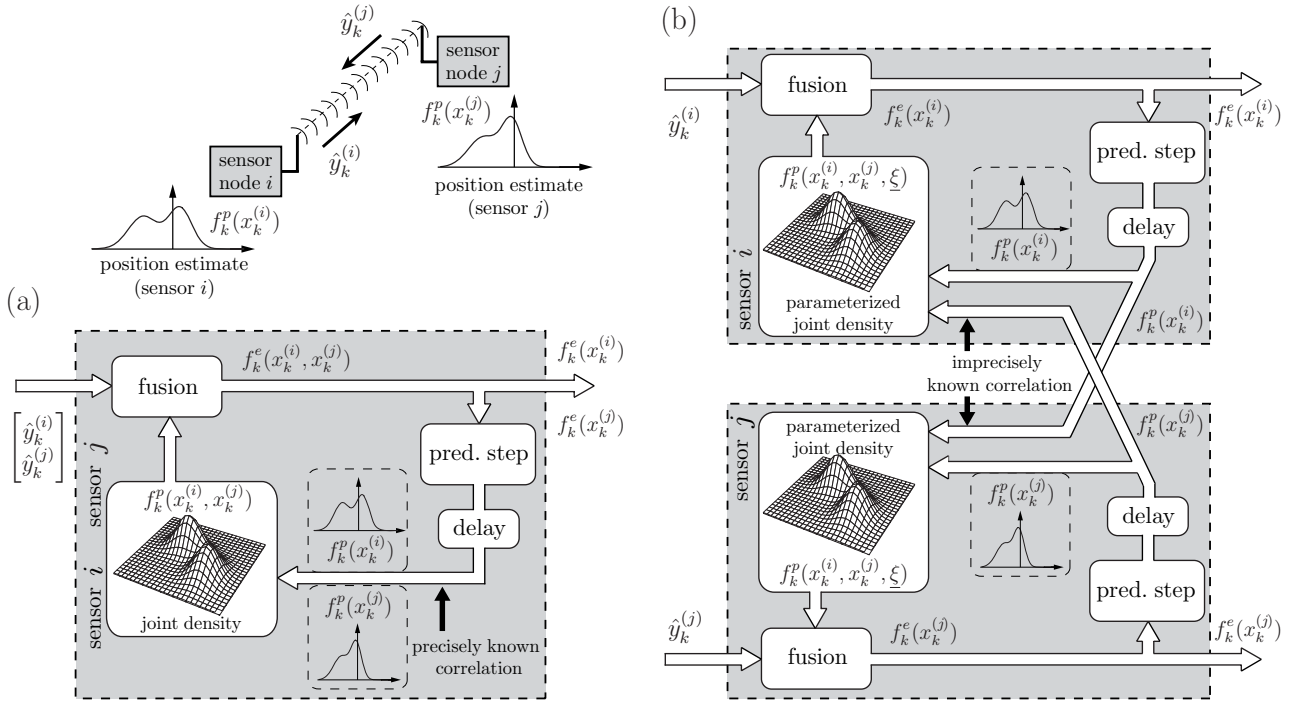 ŷ_k^(j)
sensor
node j
f_k^p(x_k^(j))
ŷ_k^(i)
sensor
node i
position estimate
(sensor j)
f_k^p(x_k^(i))
position estimate
(sensor i)
(a)
f_k^e(x_k^(i), x_k^(j))
f_k^e(x_k^(i))
fusion
f_k^e(x_k^(j))
[ŷ_k^(i)
ŷ_k^(j)]
sensor j
pred. step
f_k^p(x_k^(i), x_k^(j))
delay
f_k^p(x_k^(i))
sensor i
f_k^p(x_k^(j))
joint density
precisely known
correlation
(b)
fusion
ŷ_k^(i)
f_k^e(x_k^(i))
f_k^e(x_k^(i))
pred. step
f_k^p(x_k^(i), x_k^(j), ξ)
delay
f_k^p(x_k^(i))
sensor i
parameterized
joint density
f_k^p(x_k^(i))
imprecisely
known correlation
sensor j
parameterized
joint density
f_k^p(x_k^(j))
f_k^p(x_k^(j))
delay
f_k^p(x_k^(i), x_k^(j), ξ)
pred. step
ŷ_k^(j)
f_k^e(x_k^(j))
f_k^e(x_k^(j))
fusion